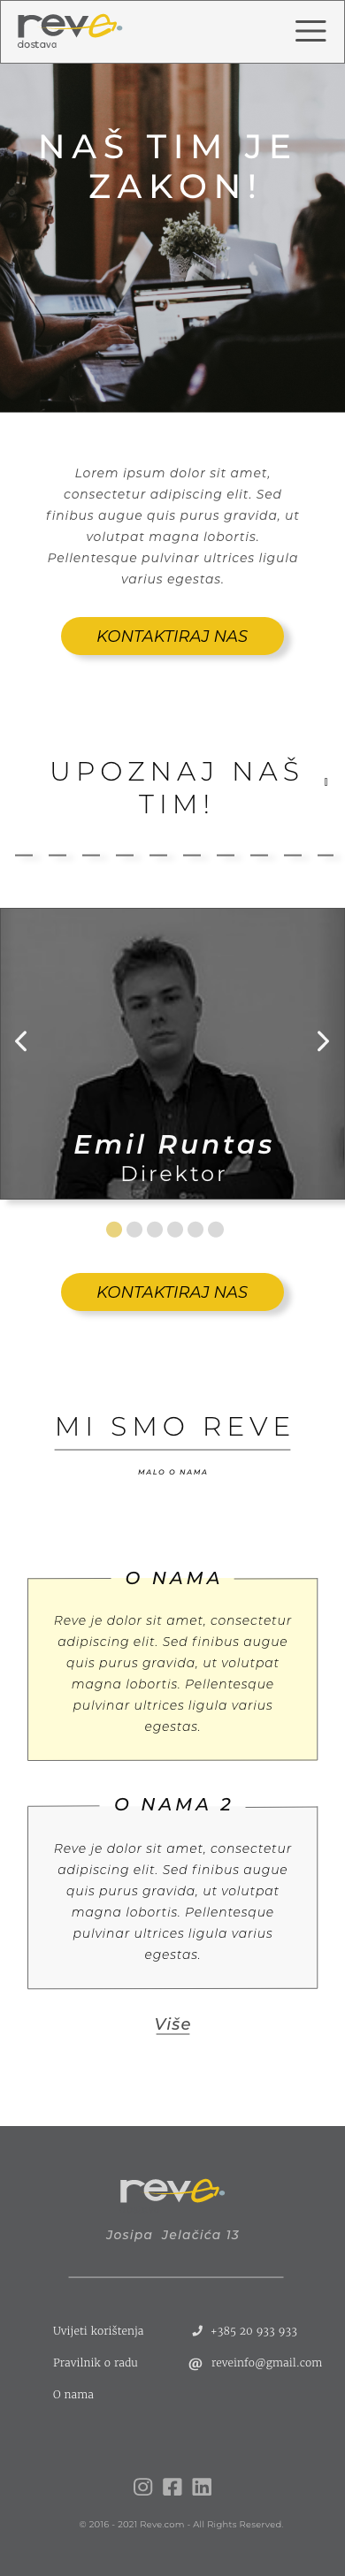 reve
dostava
NAŠ TIM JE
ZAKON!
Lorem ipsum dolor sit amet,
consectetur adipiscing elit. Sed
finibus augue quis purus gravida, ut
volutpat magna lobortis.
Pellentesque pulvinar ultrices ligula
varius egestas.
KONTAKTIRAJ NAS
UPOZNAJ NAŠ
TIM!
Emil Runtas
Direktor
KONTAKTIRAJ NAS
MI SMO REVE
MALO O NAMA
O NAMA
Reve je dolor sit amet, consectetur
adipiscing elit. Sed finibus augue
quis purus gravida, ut volutpat
magna lobortis. Pellentesque
pulvinar ultrices ligula varius
egestas.
O NAMA 2
Reve je dolor sit amet, consectetur
adipiscing elit. Sed finibus augue
quis purus gravida, ut volutpat
magna lobortis. Pellentesque
pulvinar ultrices ligula varius
egestas.
Više
reve
Josipa Jelačića 13
Uvijeti korištenja
+385 20 933 933
Pravilnik o radu
@ reveinfo@gmail.com
O nama
© 2016 - 2021 Reve.com - All Rights Reserved.